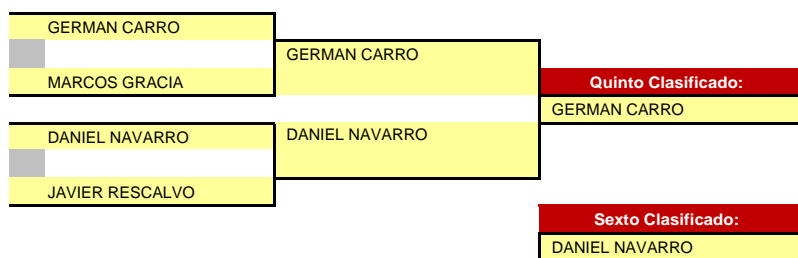 GERMAN CARRO
GERMAN CARRO
MARCOS GRACIA
Quinto Clasificado:
GERMAN CARRO
DANIEL NAVARRO
DANIEL NAVARRO
JAVIER RESCALVO
Sexto Clasificado:
DANIEL NAVARRO